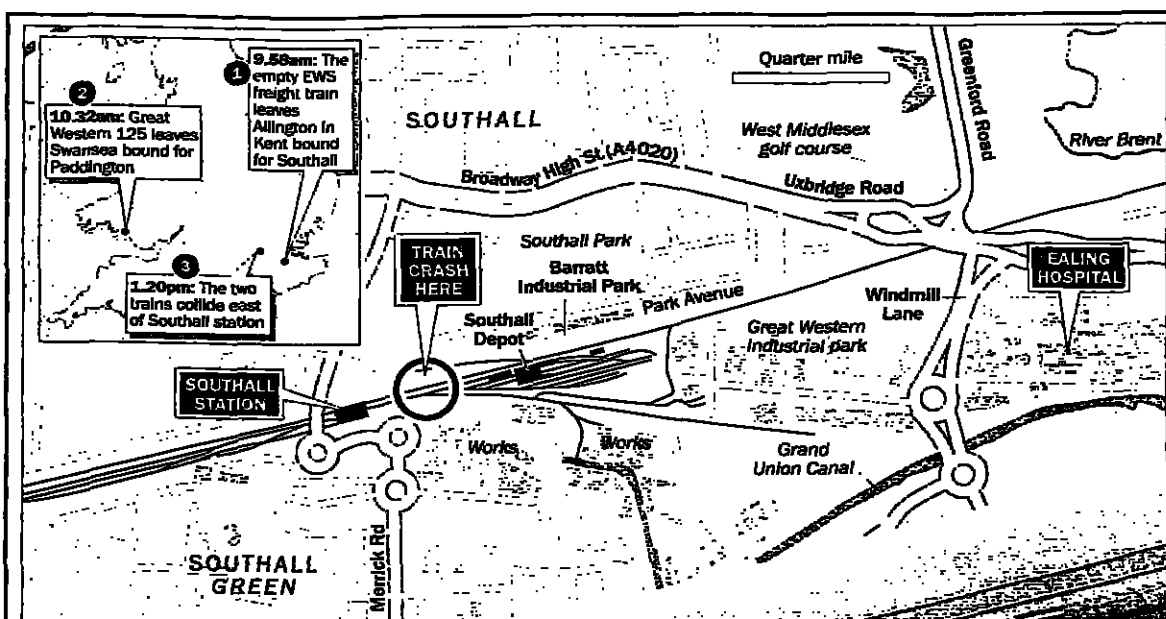 1
9.58am: The
empty EWS
freight train
leaves
Allington in
Kent bound
for Southall
2
10.32am: Great
Western 125 leaves
Swansea bound for
Paddington
3
1.20pm: The two
trains collide east
of Southall station
SOUTHALL
Quarter mile
Greenford Road
West Middlesex
golf course
River Brent
Broadway High St (A4020)
Uxbridge Road
TRAIN
CRASH
HERE
Southall Park
Barratt
Industrial Park
Park Avenue
Southall
Depot
Windmill
Lane
EALING
HOSPITAL
Great Western
Industrial park
SOUTHALL
STATION
Works
Works
Grand
Union Canal
Merrick Rd
SOUTHALL
GREEN